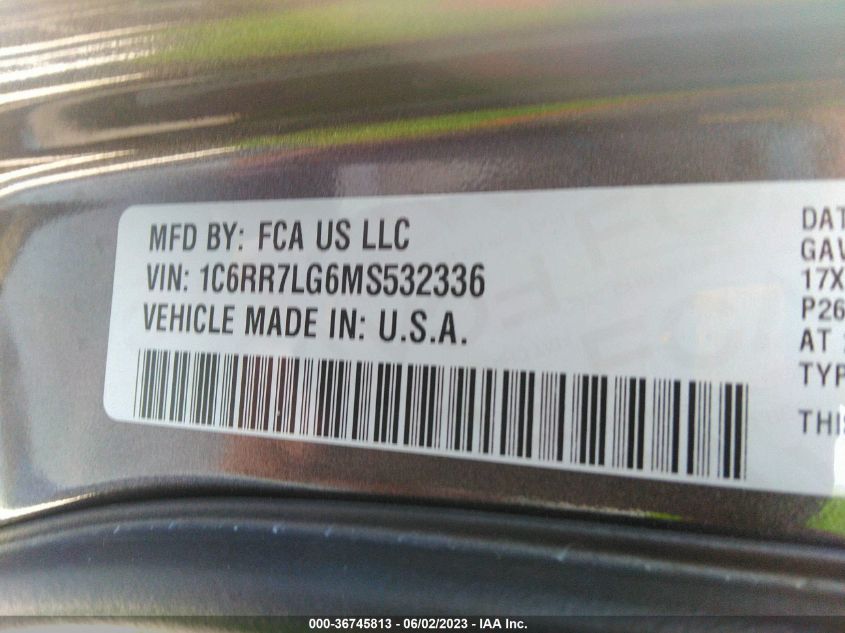 MFD BY: FCA US LLC
VIN: 1C6RR7LG6MS532336
VEHICLE MADE IN: U.S.A.
DAT
GAV
17X
P26
AT
TYP
THIS
000-36745813 - 06/02/2023 - IAA Inc.